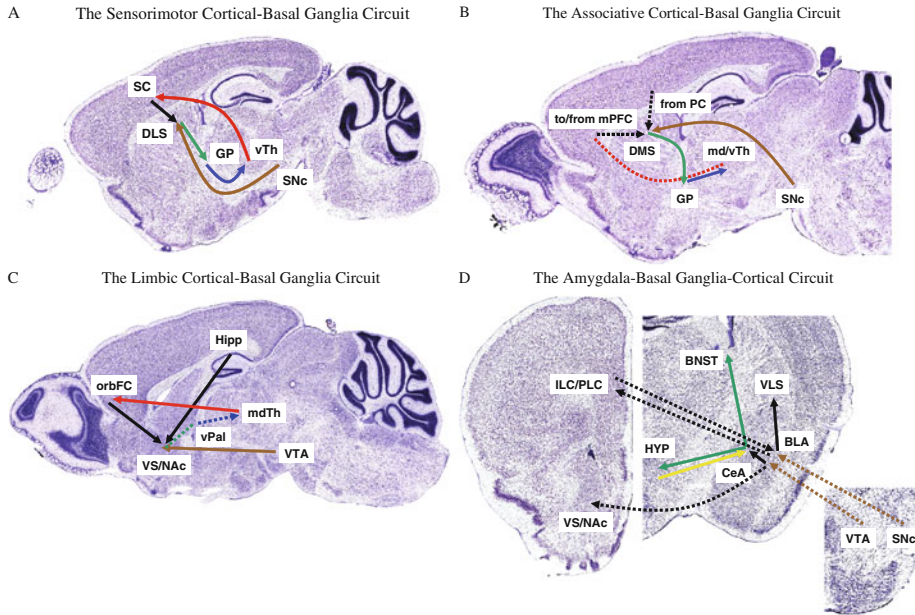 A The Sensorimotor Cortical-Basal Ganglia Circuit
SC
DLS
GP
vTh
SNc
B The Associative Cortical-Basal Ganglia Circuit
from PC
to/from mPFC
DMS
md/vTh
GP
SNc
C The Limbic Cortical-Basal Ganglia Circuit
Hipp
orbFC
mdTh
vPal
VS/NAc
VTA
D The Amygdala-Basal Ganglia-Cortical Circuit
BNST
ILC/PLC
VLS
HYP
BLA
CeA
VS/NAc
VTA
SNc